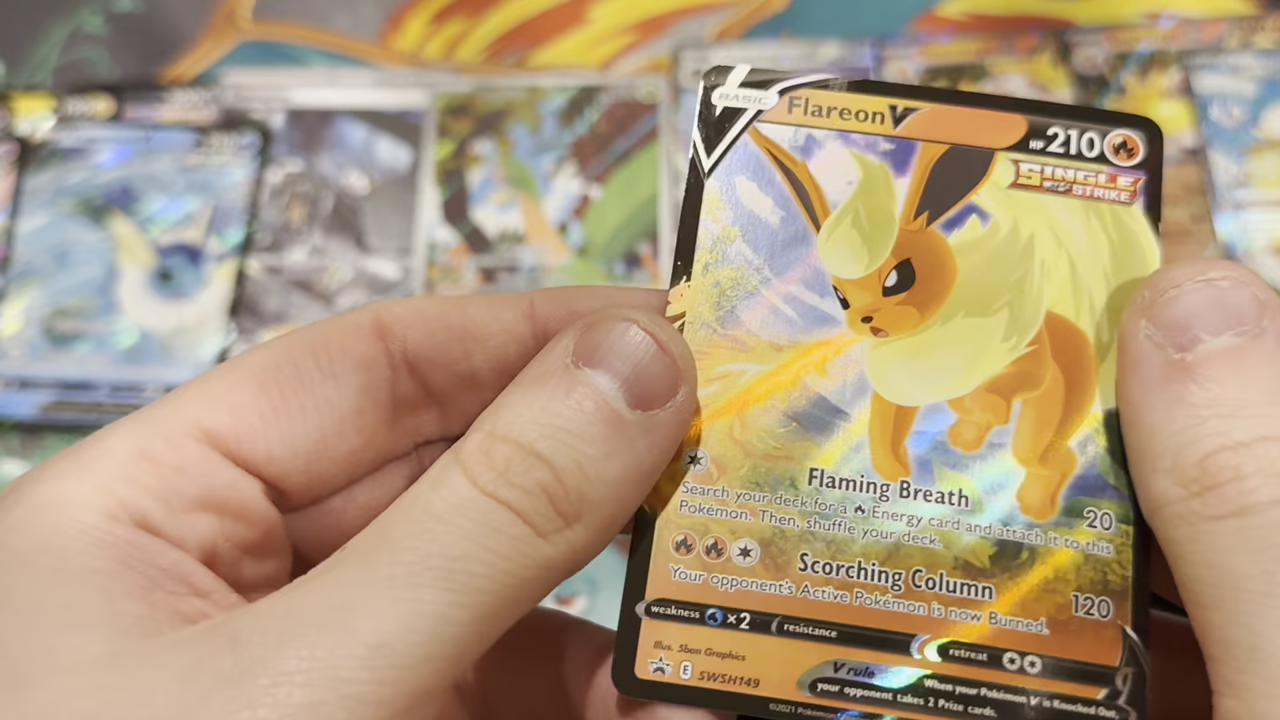 BASIC
Flareon V
HP 210
SINGLE
STRIKE
Flaming Breath 20
Search your deck for a Energy card and attach it to this
Pokémon. Then, shuffle your deck.
Scorching Column 120
Your opponent's Active Pokémon is now Burned.
weakness ×2 resistance retreat
Illus. 5ban Graphics
E SWSH149
V rule
When your Pokémon V is Knocked Out,
your opponent takes 2 Prize cards.
©2021 Pokémon